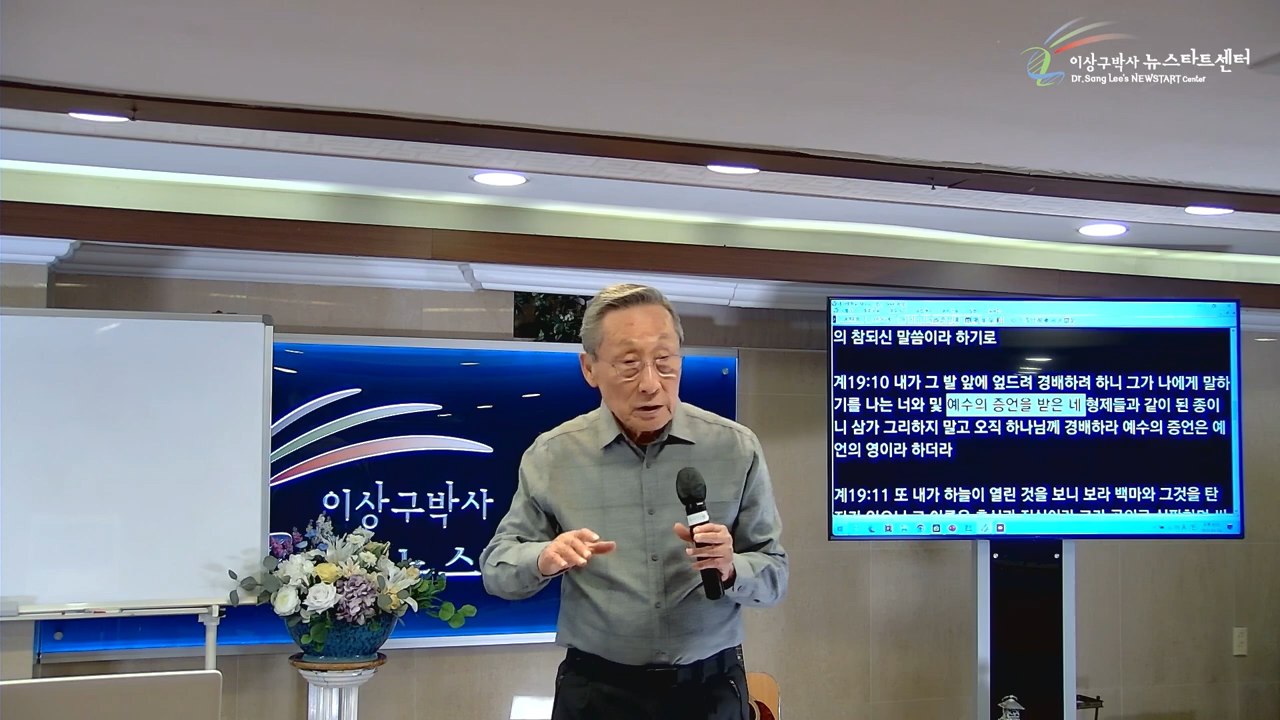 이상구박사 뉴스타트센터
Dr. Sang Lee's NEWSTART Center
이상구박사
뉴스
의 참되신 말씀이라 하기로
계19:10 내가 그 발 앞에 엎드려 경배하려 하니 그가 나에게 말하
기를 나는 너와 및 예수의 증언을 받은 네 형제들과 같이 된 종이
니 삼가 그리하지 말고 오직 하나님께 경배하라 예수의 증언은 예
언의 영이라 하더라
계19:11 또 내가 하늘이 열린 것을 보니 보라 백마와 그것을 탄